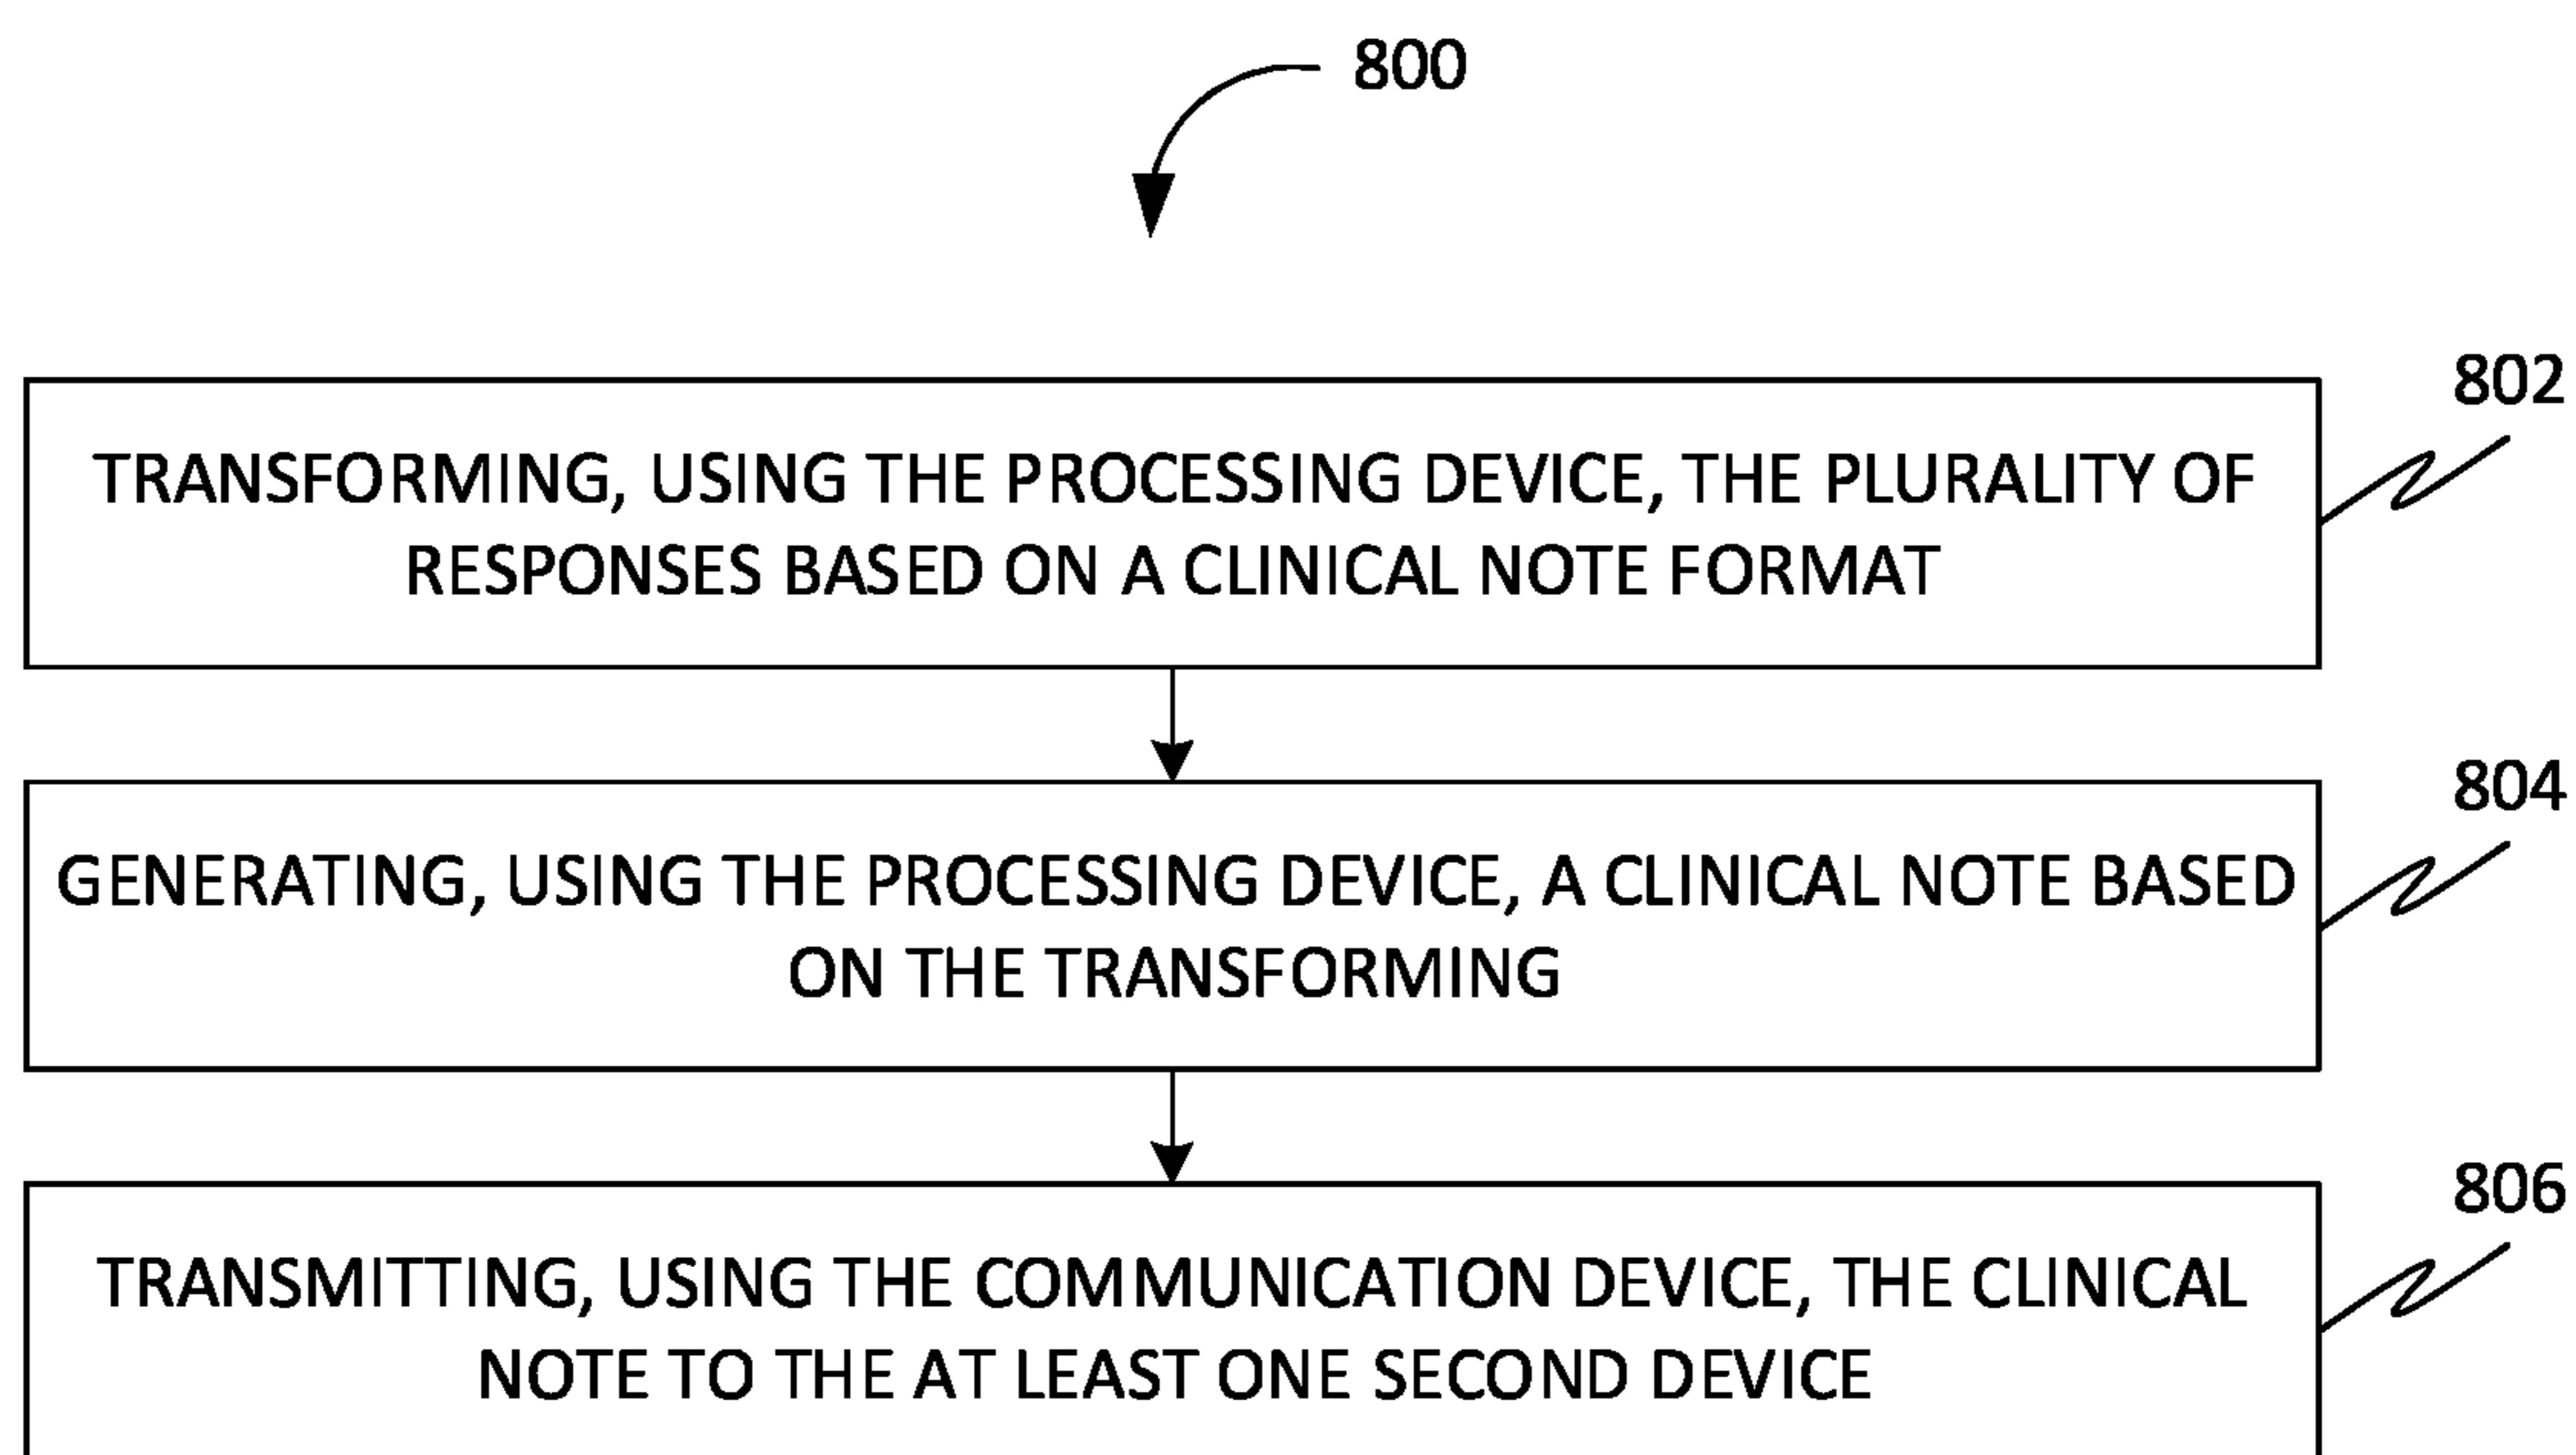 800
802
TRANSFORMING, USING THE PROCESSING DEVICE, THE PLURALITY OF
RESPONSES BASED ON A CLINICAL NOTE FORMAT
804
GENERATING, USING THE PROCESSING DEVICE, A CLINICAL NOTE BASED
ON THE TRANSFORMING
806
TRANSMITTING, USING THE COMMUNICATION DEVICE, THE CLINICAL
NOTE TO THE AT LEAST ONE SECOND DEVICE